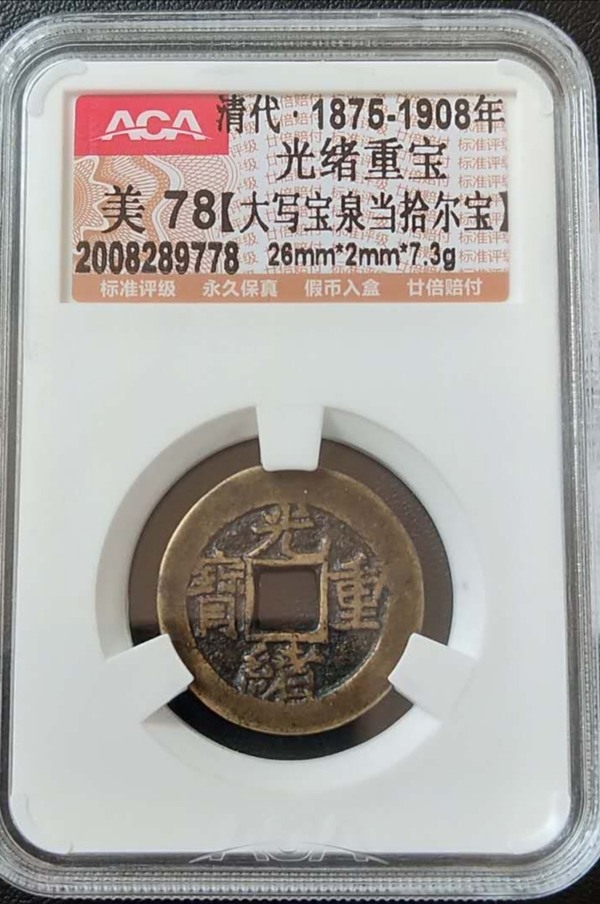 ACA
清代·1875-1908年
光绪重宝
美 78【大写宝泉当拾尔宝】
2008289778 26mm*2mm*7.3g
标准评级 永久保真 假币入盒 廿倍赔付
光
寶 重
緒
ACA